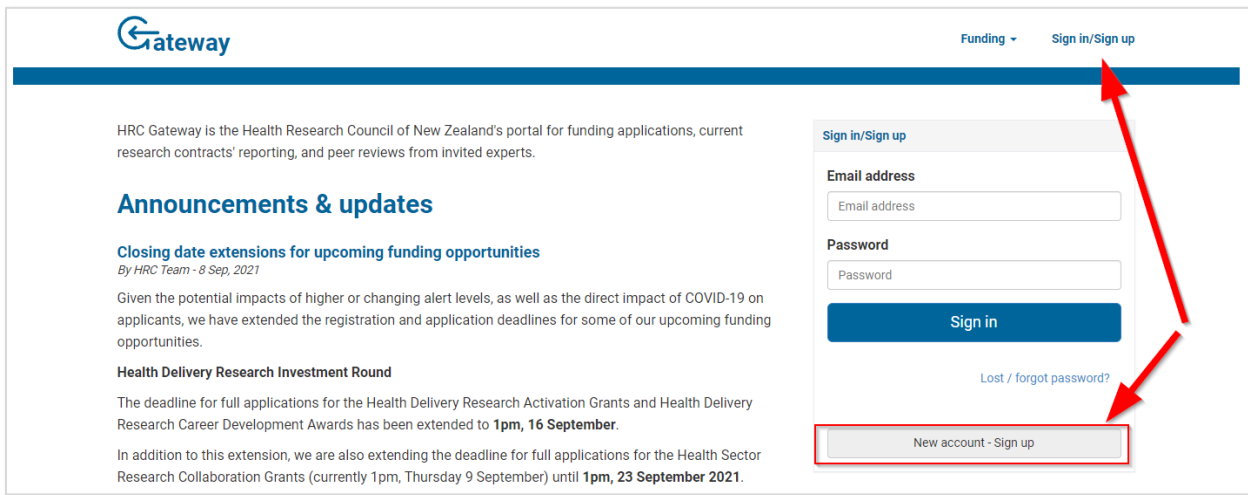 Gateway
Funding
Sign in/Sign up
HRC Gateway is the Health Research Council of New Zealand's portal for funding applications, current
research contracts' reporting, and peer reviews from invited experts.
Announcements & updates
Closing date extensions for upcoming funding opportunities
By HRC Team - 8 Sep, 2021
Given the potential impacts of higher or changing alert levels, as well as the direct impact of COVID-19 on
applicants, we have extended the registration and application deadlines for some of our upcoming funding
opportunities.
Health Delivery Research Investment Round
The deadline for full applications for the Health Delivery Research Activation Grants and Health Delivery
Research Career Development Awards has been extended to 1pm, 16 September.
In addition to this extension, we are also extending the deadline for full applications for the Health Sector
Research Collaboration Grants (currently 1pm, Thursday 9 September) until 1pm, 23 September 2021.
Sign in/Sign up
Email address
Email address
Password
Password
Sign in
Lost / forgot password?
New account - Sign up